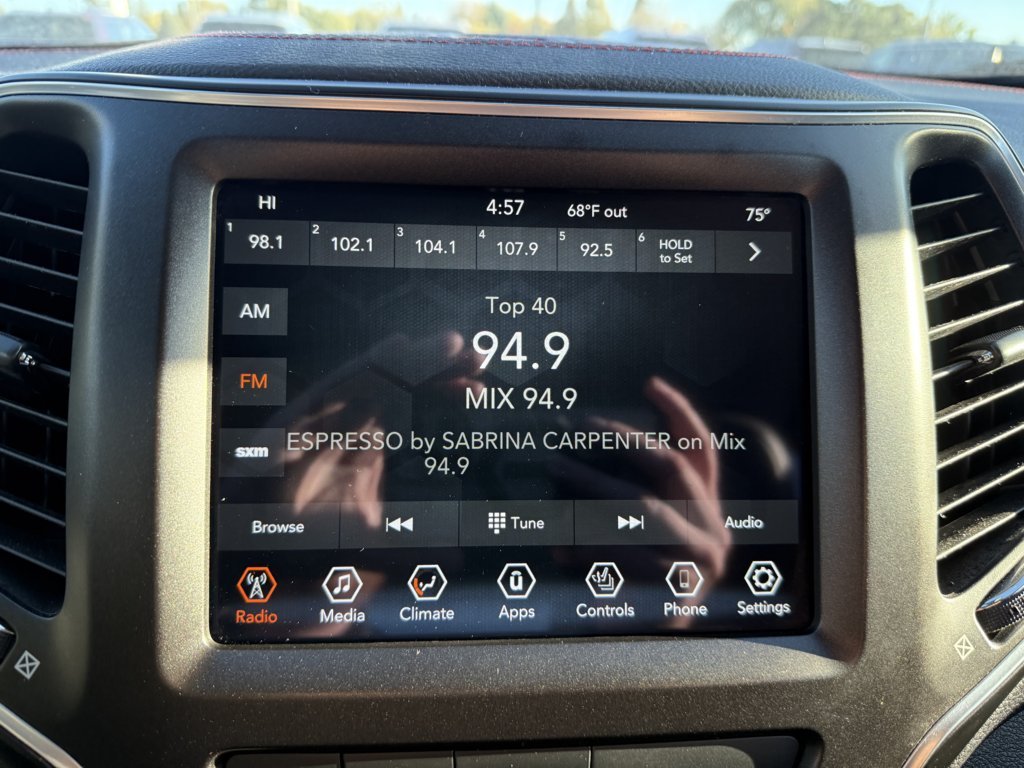 HI 4:57 68°F out 75°
1 98.1 2 102.1 3 104.1 4 107.9 5 92.5 6 HOLD
to Set
AM
Top 40
94.9
FM
MIX 94.9
ESPRESSO by SABRINA CARPENTER on Mix
94.9
sxm
Browse Tune Audio
Radio Media Climate Apps Controls Phone Settings